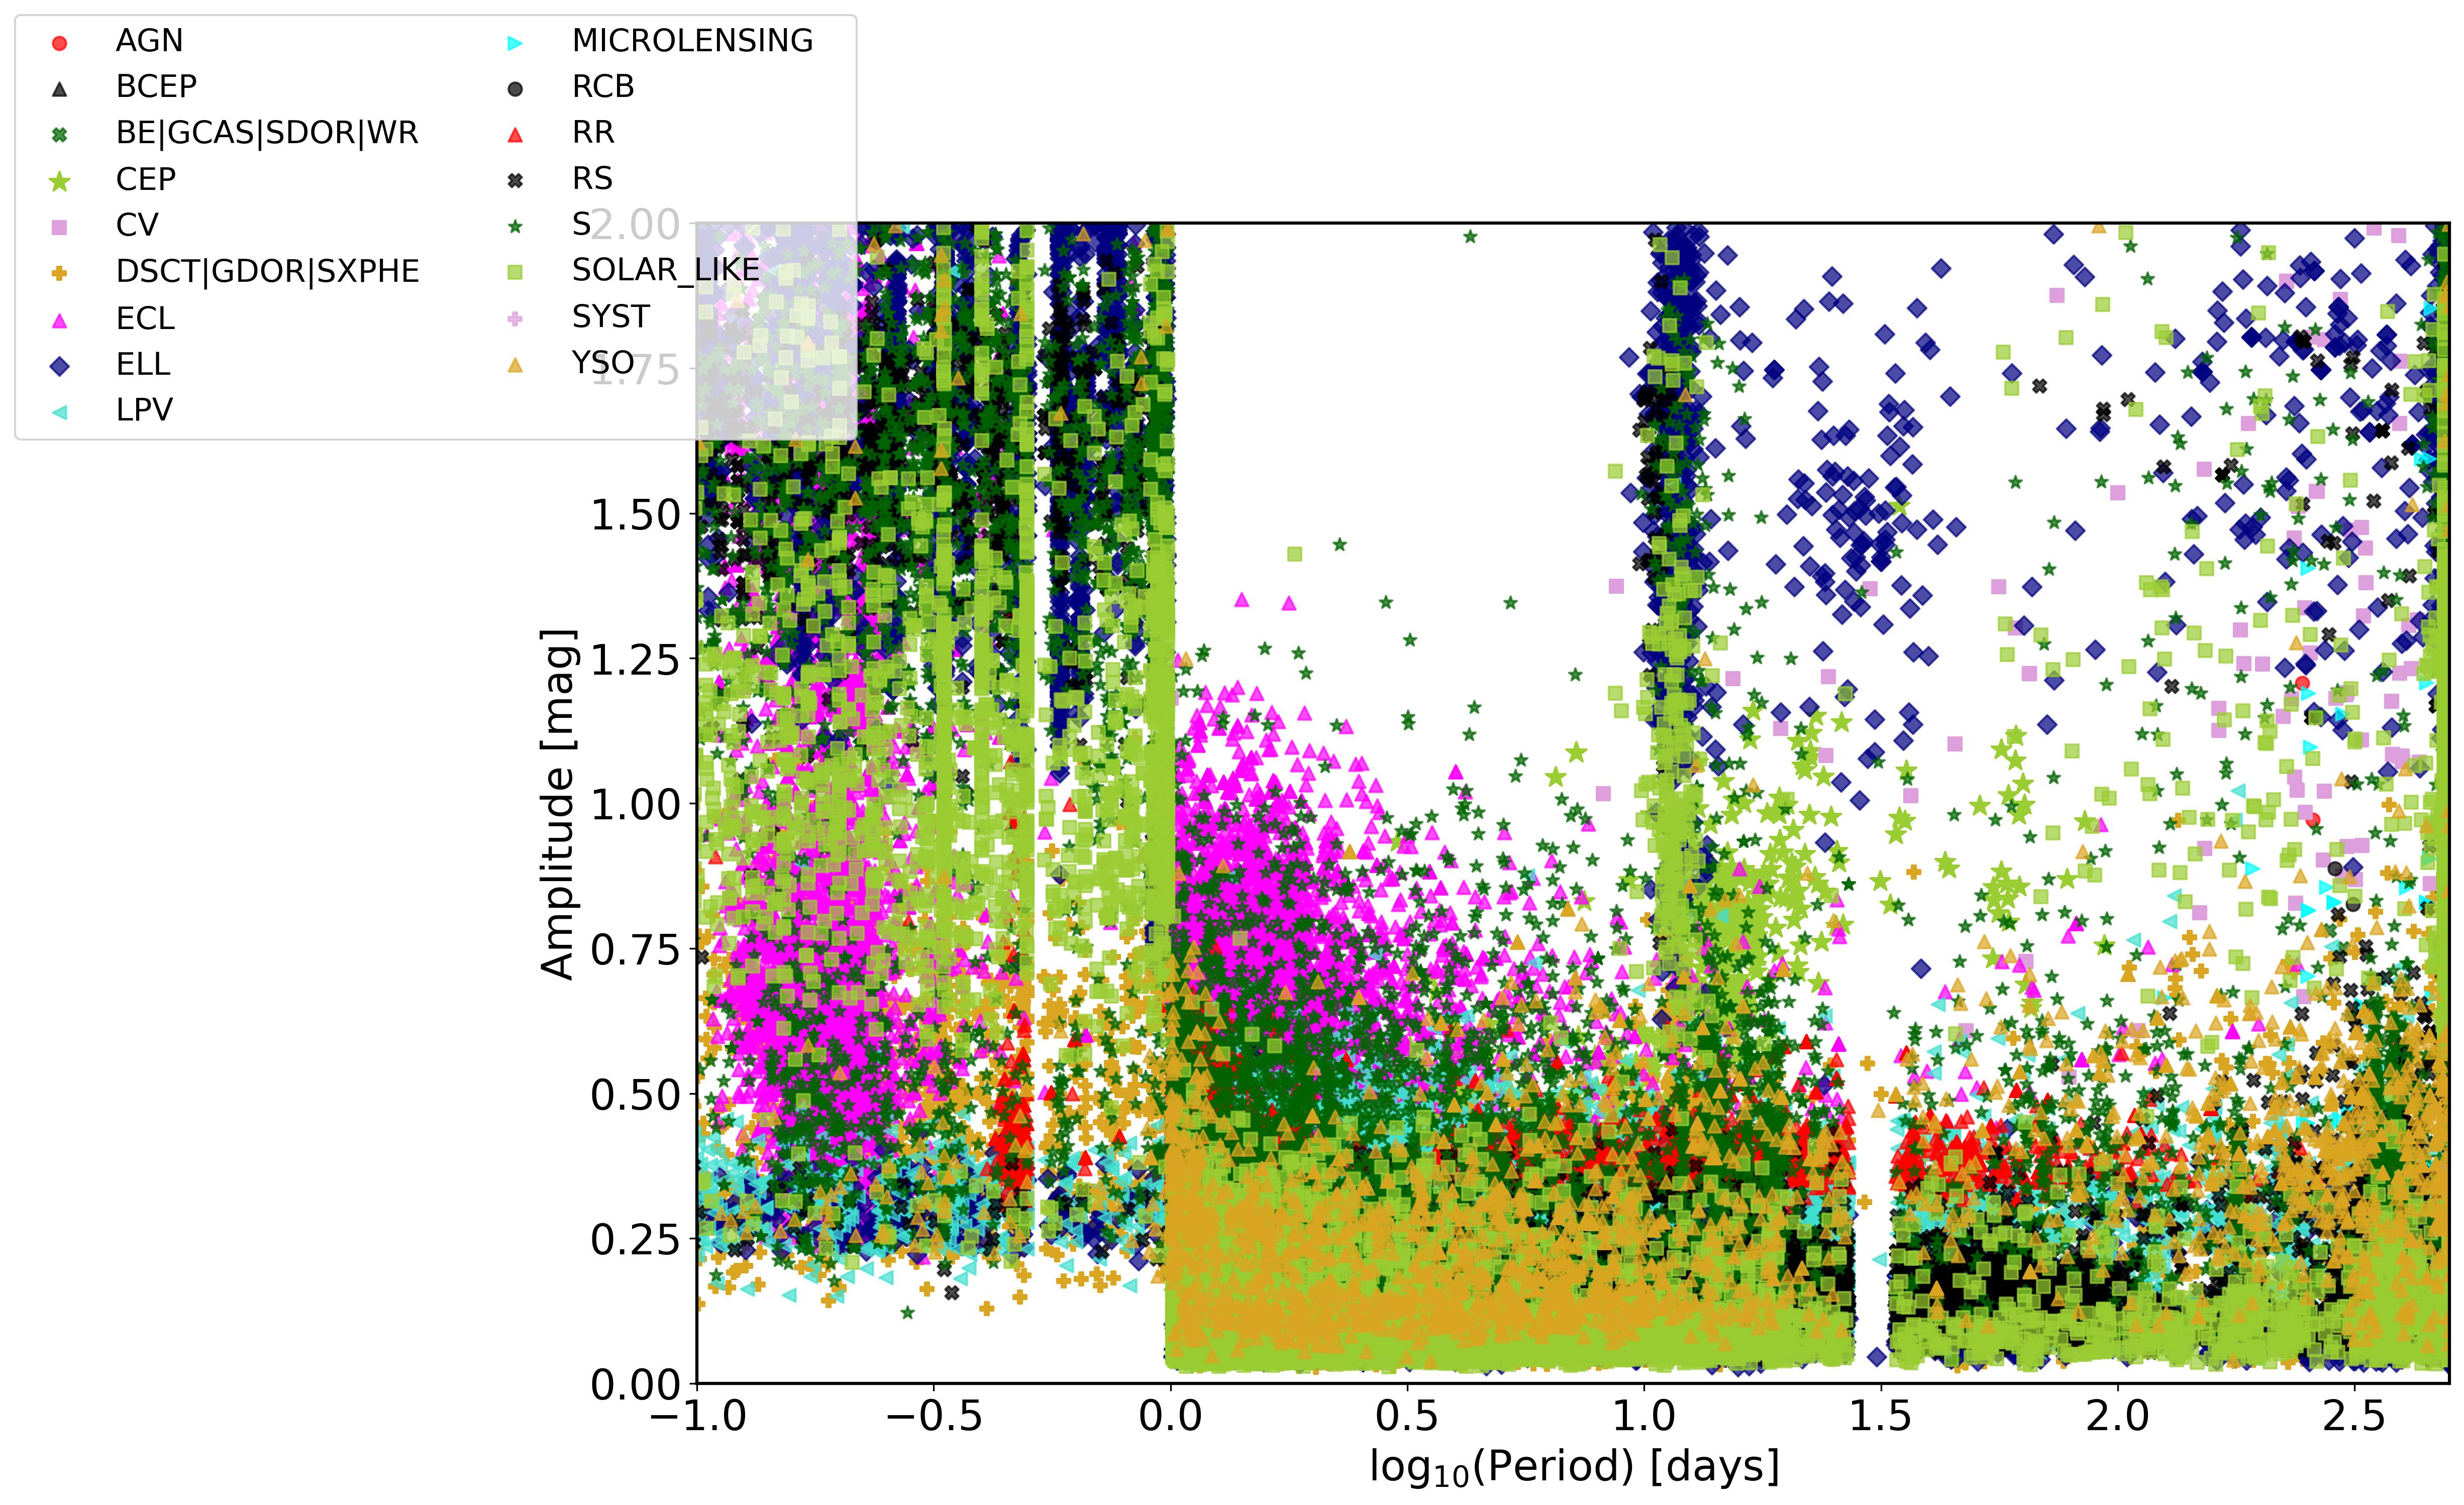 AGN
BCEP
BE|GCAS|SDOR|WR
CEP
CV
DSCT|GDOR|SXPHE
ECL
ELL
LPV
MICROLENSING
RCB
RR
RS
S
SOLAR_LIKE
SYST
YSO
2.00
1.75
1.50
1.25
1.00
0.75
0.50
0.25
0.00
Amplitude [mag]
−1.0 −0.5 0.0 0.5 1.0 1.5 2.0 2.5
log10(Period) [days]